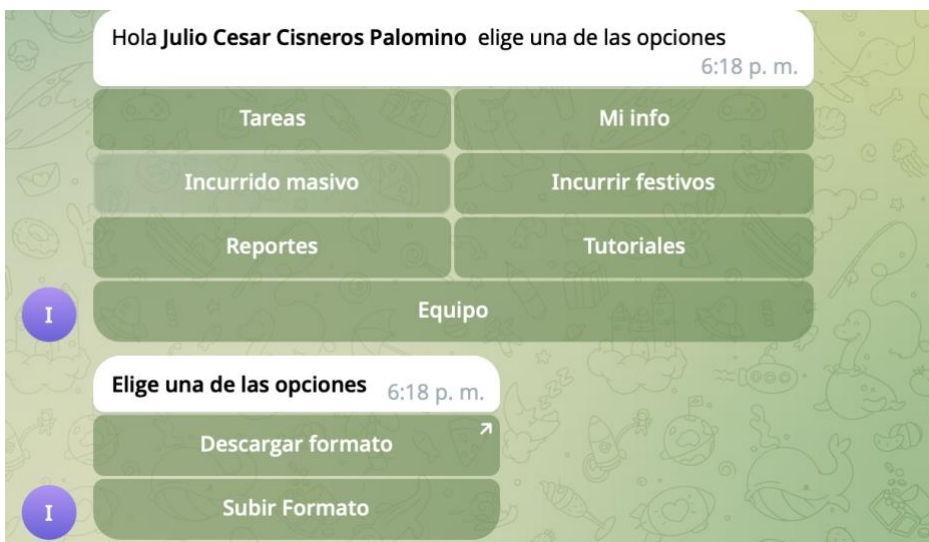 Hola Julio Cesar Cisneros Palomino elige una de las opciones
6:18 p. m.
Tareas
Mi info
Incurrido masivo
Incurrir festivos
Reportes
Tutoriales
Equipo
I
Elige una de las opciones 6:18 p. m.
Descargar formato
Subir Formato
I